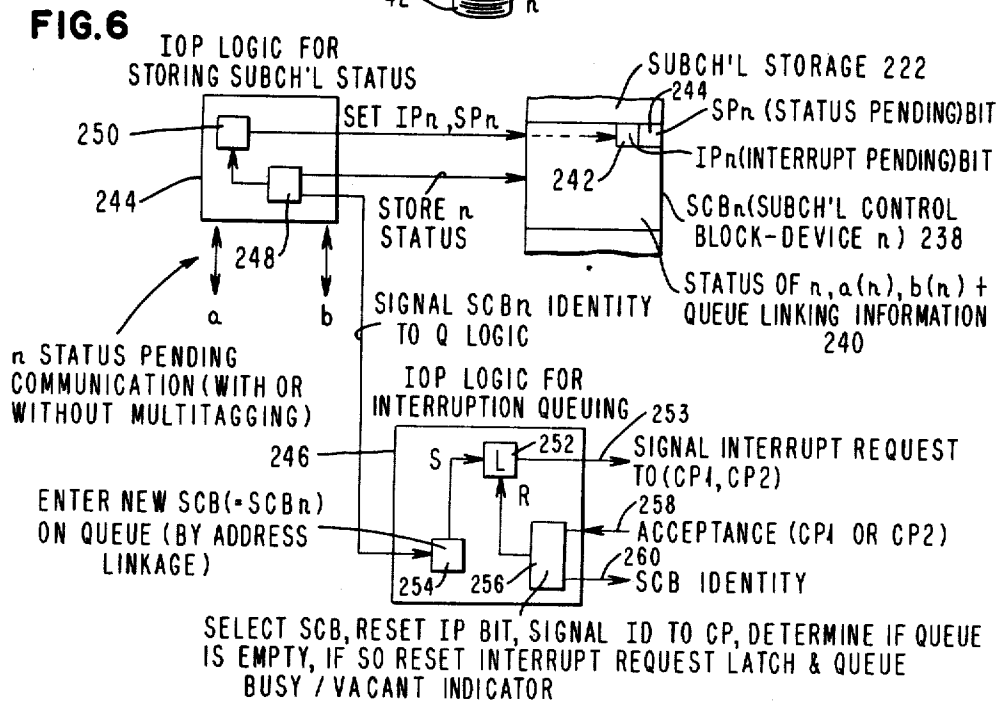 42
n
FIG.6
IOP LOGIC FOR
STORING SUBCH'L STATUS
250
244
248
a
b
SET IPn, SPn
STORE n
STATUS
SUBCH'L STORAGE 222
244
SPn (STATUS PENDING)BIT
IPn(INTERRUPT PENDING)BIT
242
SCBn(SUBCH'L CONTROL
BLOCK-DEVICE n) 238
STATUS OF n, a(n), b(n) +
QUEUE LINKING INFORMATION
240
SIGNAL SCBn IDENTITY
TO Q LOGIC
n STATUS PENDING
COMMUNICATION (WITH OR
WITHOUT MULTITAGGING)
IOP LOGIC FOR
INTERRUPTION QUEUING
246
S
L
252
R
253
SIGNAL INTERRUPT REQUEST
TO(CP1, CP2)
258
ACCEPTANCE (CP1 OR CP2)
260
SCB IDENTITY
ENTER NEW SCB(=SCBn)
ON QUEUE (BY ADDRESS
LINKAGE)
254
256
SELECT SCB, RESET IP BIT, SIGNAL ID TO CP, DETERMINE IF QUEUE
IS EMPTY, IF SO RESET INTERRUPT REQUEST LATCH & QUEUE
BUSY / VACANT INDICATOR